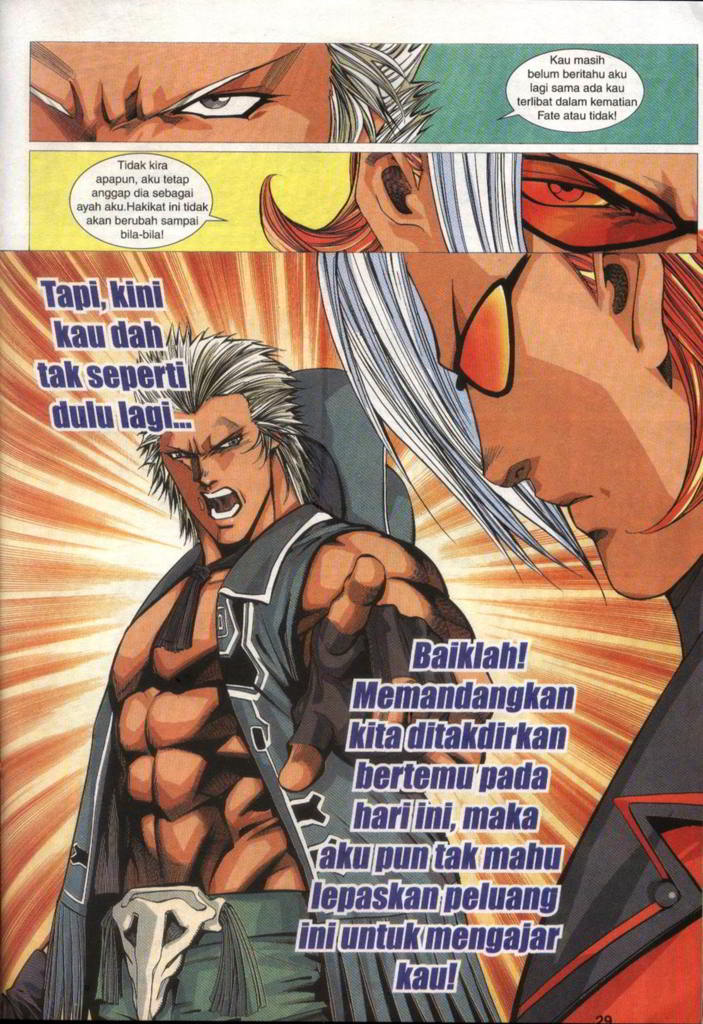 Kau masih
belum beritahu aku
lagi sama ada kau
terlibat dalam kematian
Fate atau tidak!
Tidak kira
apapun, aku tetap
anggap dia sebagai
ayah aku.Hakikat ini tidak
akan berubah sampai
bila-bila!
Tapi, kini
kau dah
tak seperti
dulu lagi...
Baiklah!
Memandangkan
kita ditakdirkan
bertemu pada
hari ini, maka
aku pun tak mahu
lepaskan peluang
ini untuk mengajar
kau!
29